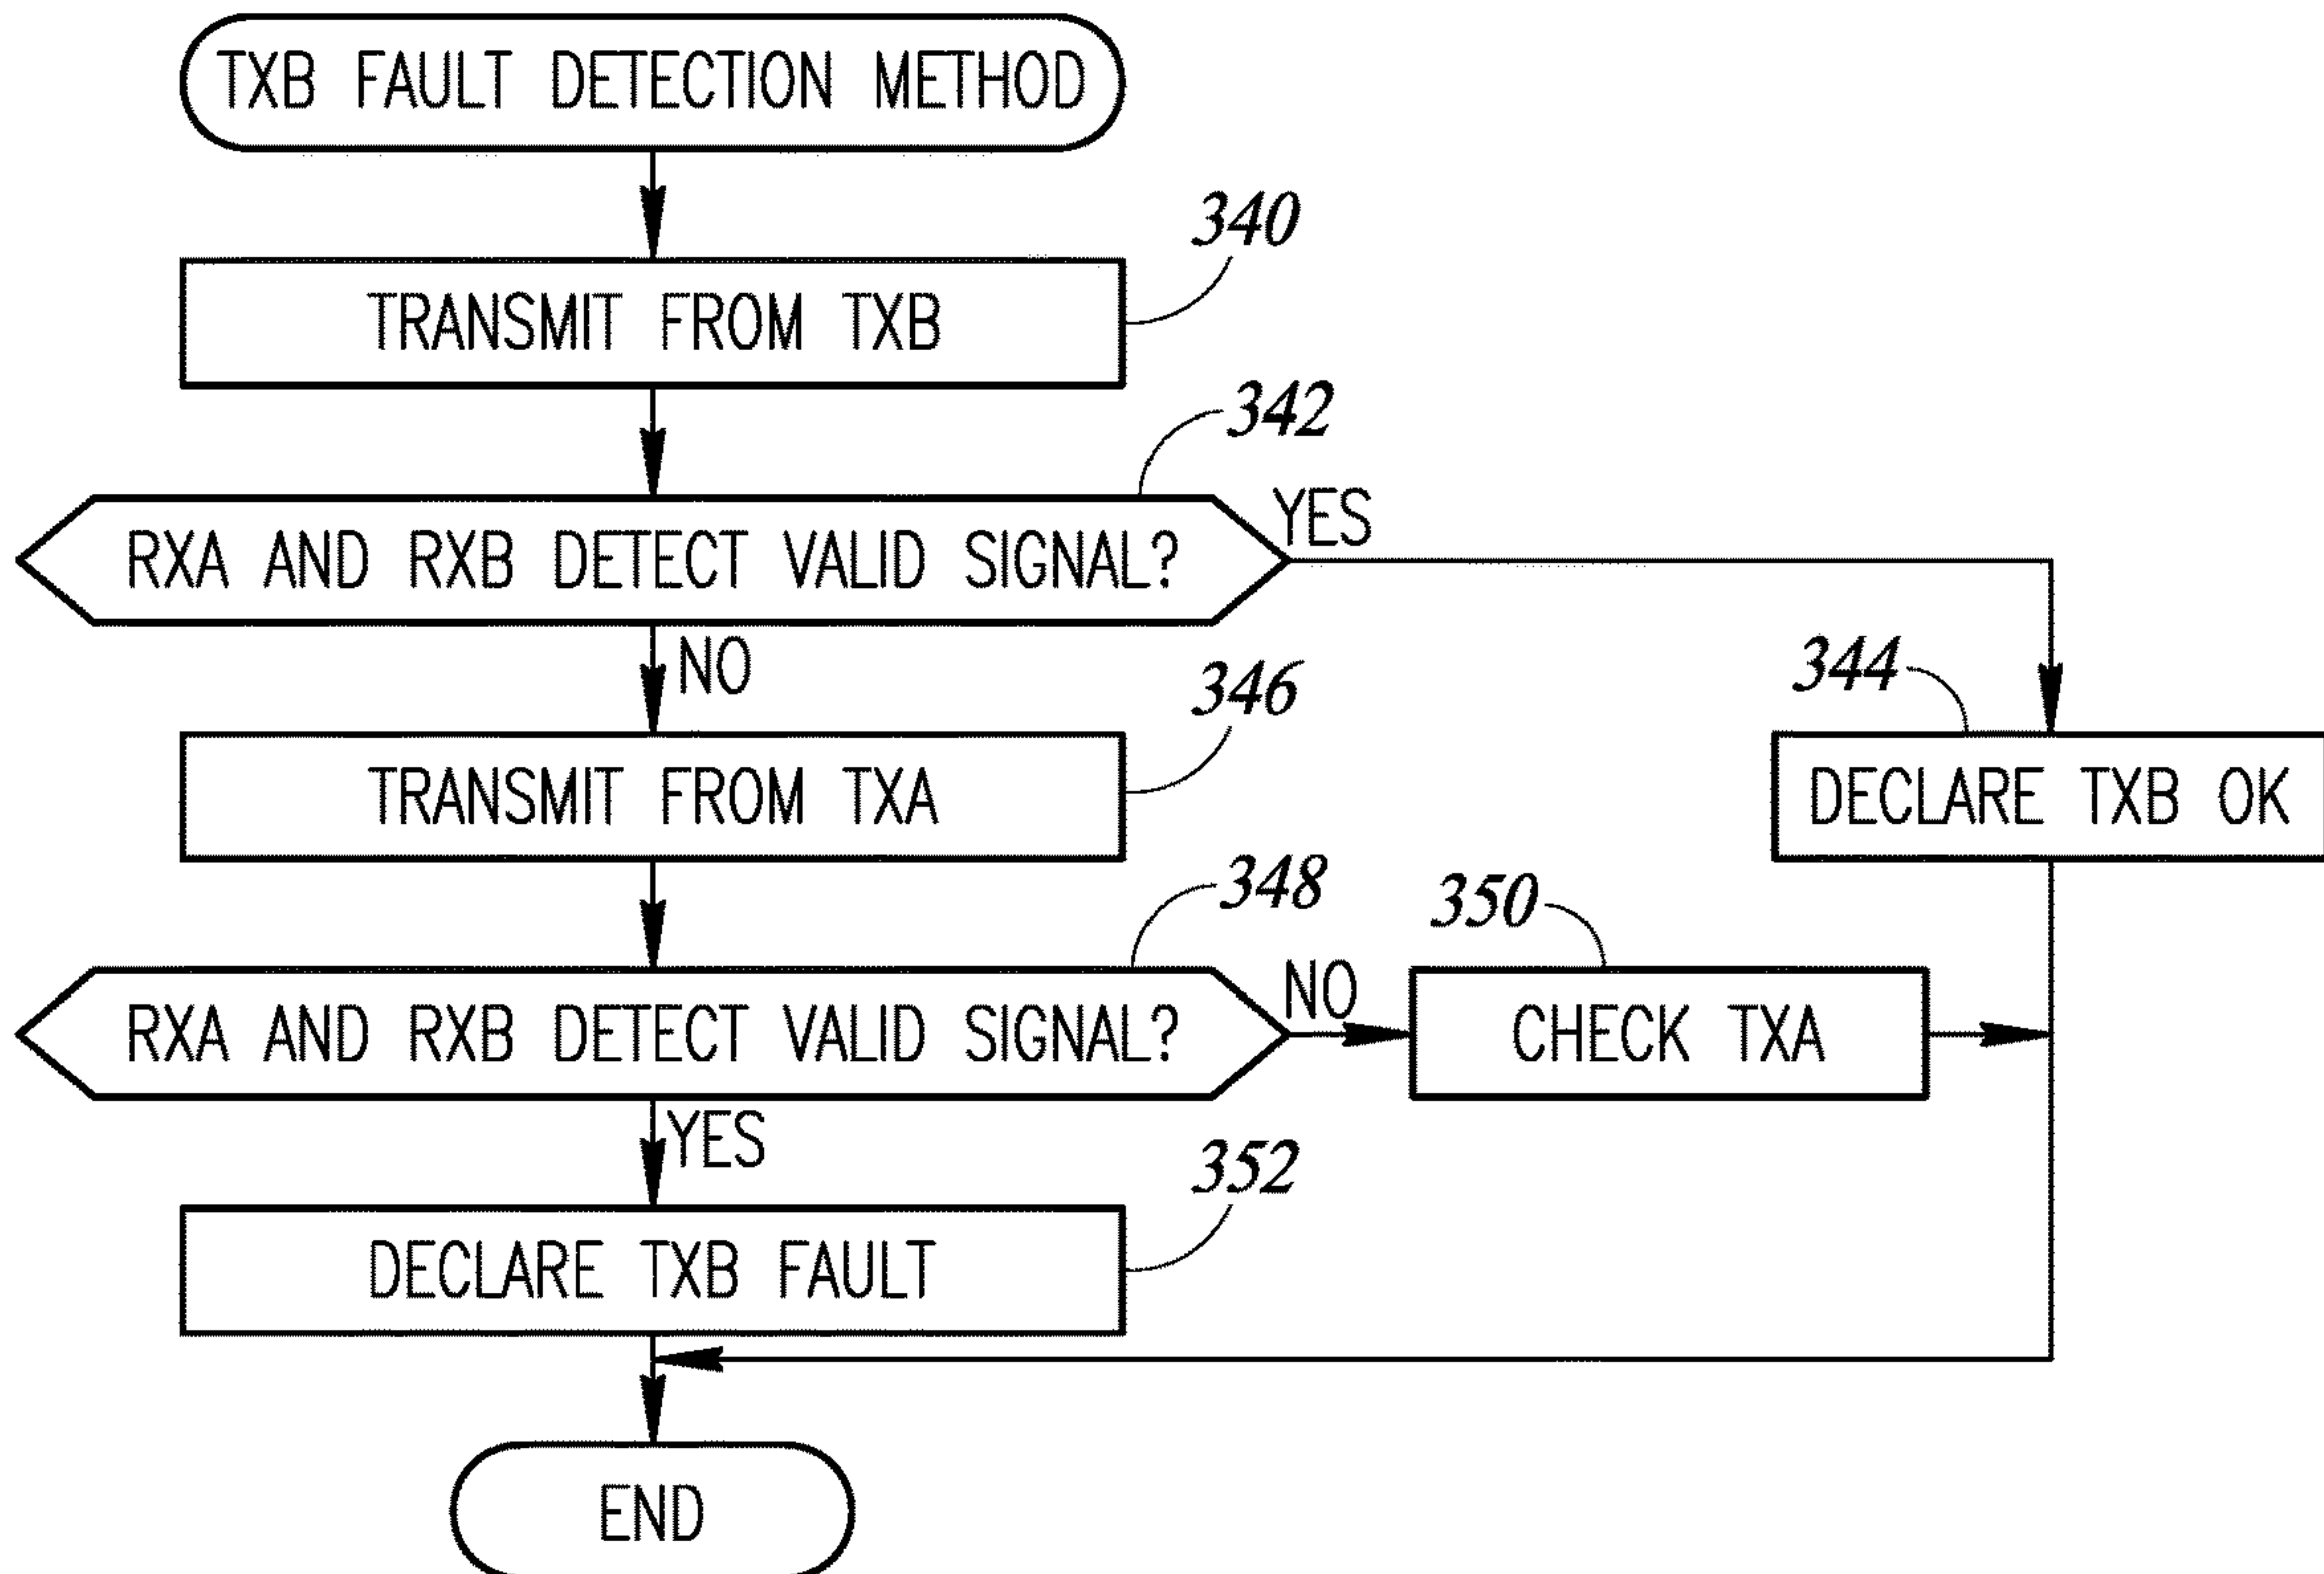 TXB FAULT DETECTION METHOD
340
TRANSMIT FROM TXB
342
RXA AND RXB DETECT VALID SIGNAL?
YES
NO
346
344
TRANSMIT FROM TXA
DECLARE TXB OK
348
350
RXA AND RXB DETECT VALID SIGNAL?
NO
CHECK TXA
YES
352
DECLARE TXB FAULT
END